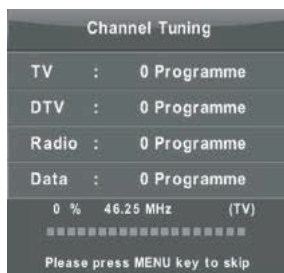 Channel Tuning
TV : 0 Programme
DTV : 0 Programme
Radio : 0 Programme
Data : 0 Programme
0 % 46.25 MHz (TV)
Please press MENU key to skip